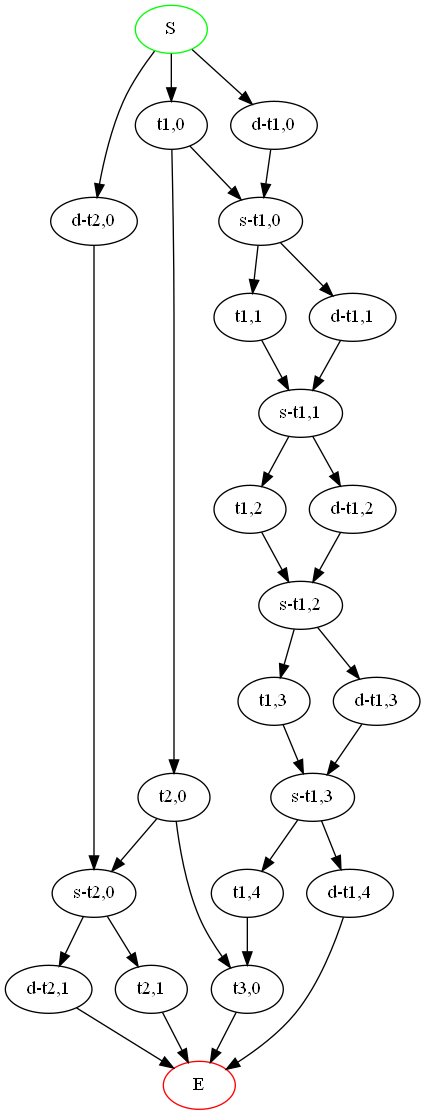 S
t1,0
d-t1,0
d-t2,0
s-t1,0
t1,1
d-t1,1
s-t1,1
t1,2
d-t1,2
s-t1,2
t1,3
d-t1,3
t2,0
s-t1,3
s-t2,0
t1,4
d-t1,4
d-t2,1
t2,1
t3,0
E